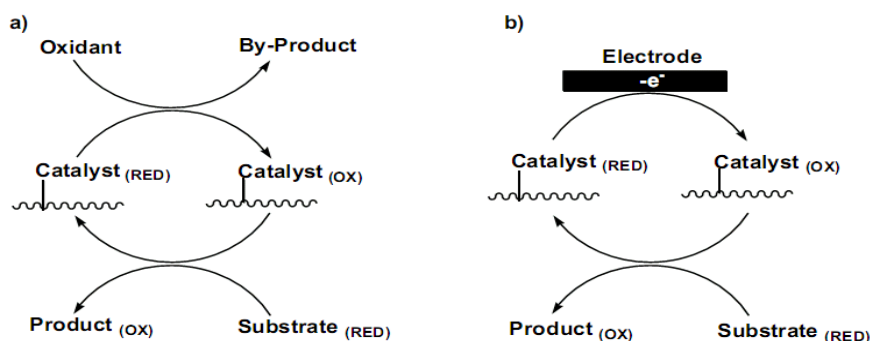 a)
Oxidant By-Product
Catalyst (RED) Catalyst (OX)
Product (OX) Substrate (RED)
b)
Electrode
-e-
Catalyst (RED) Catalyst (OX)
Product (OX) Substrate (RED)